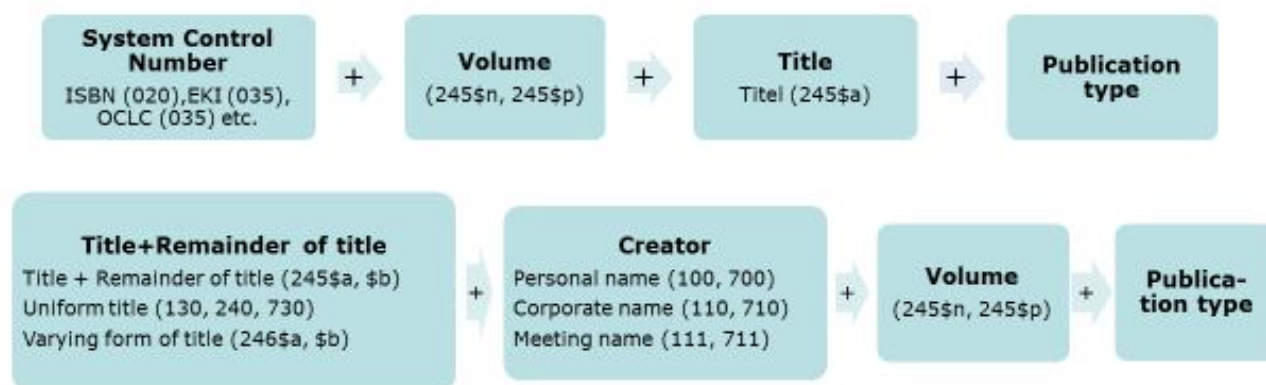 System Control
Number
ISBN (020),EKI (035),
OCLC (035) etc.
+
Volume
(245$n, 245$p)
+
Title
Titel (245$a)
+
Publication
type
Title+Remainder of title
Title + Remainder of title (245$a, $b)
Uniform title (130, 240, 730)
Varying form of title (246$a, $b)
+
Creator
Personal name (100, 700)
Corporate name (110, 710)
Meeting name (111, 711)
+
Volume
(245$n, 245$p)
+
Publica-
tion type